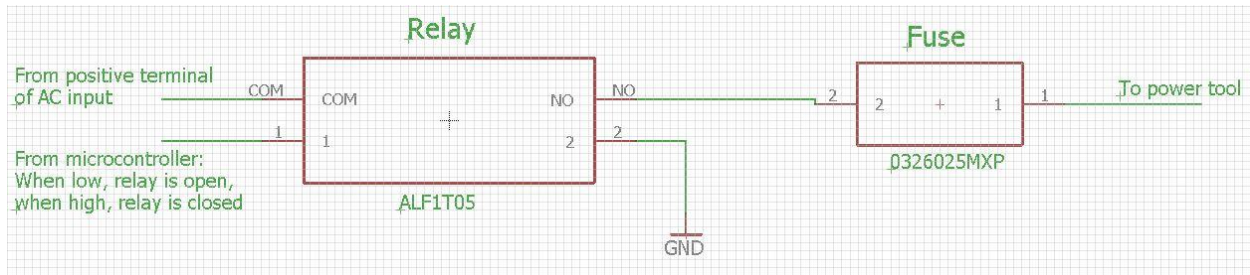 Relay
Fuse
From positive terminal
of AC input
COM
COM
NO
NO
2
2
1
1
To power tool
1
1
2
2
From microcontroller:
When low, relay is open,
when high, relay is closed
ALF1T05
0326025MXP
GND